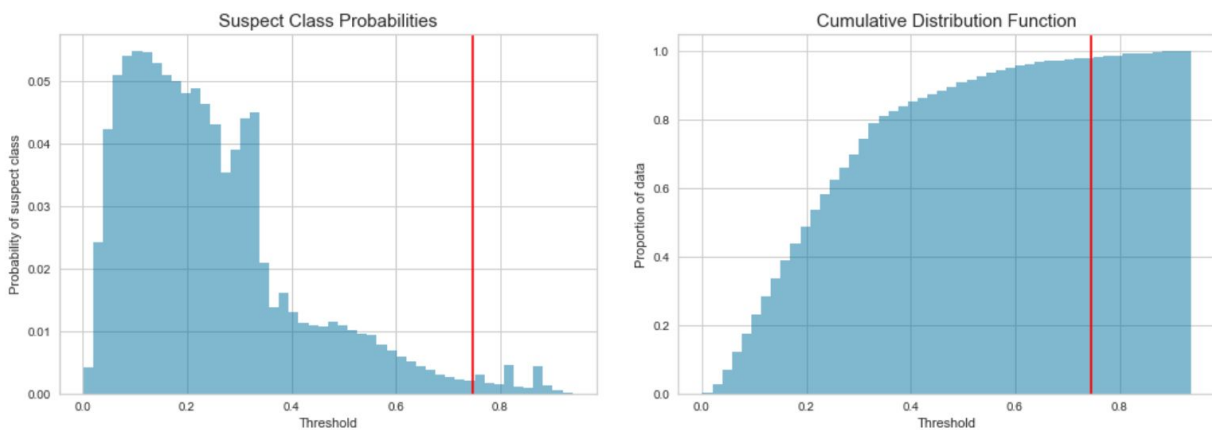 Suspect Class Probabilities
Probability of suspect class
0.05
0.04
0.03
0.02
0.01
0.00
0.0 0.2 0.4 0.6 0.8
Threshold
Cumulative Distribution Function
Proportion of data
1.0
0.8
0.6
0.4
0.2
0.0
0.0 0.2 0.4 0.6 0.8
Threshold